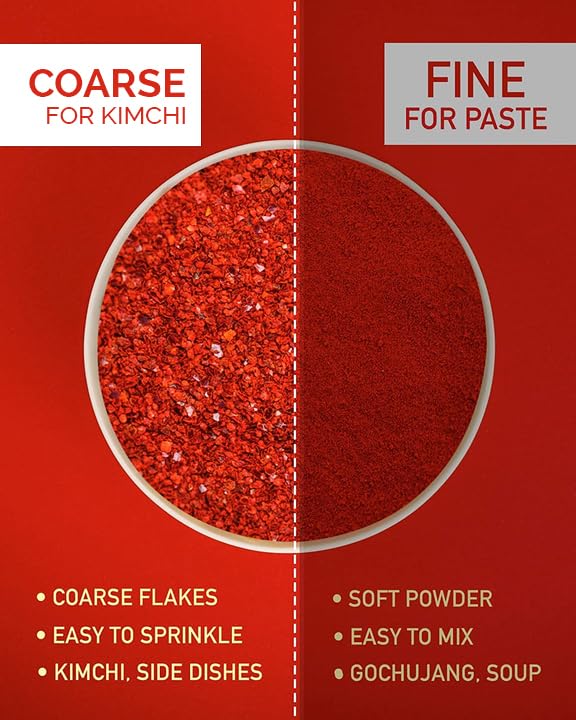 COARSE
FOR KIMCHI
FINE
FOR PASTE
• COARSE FLAKES
• EASY TO SPRINKLE
• KIMCHI, SIDE DISHES
• SOFT POWDER
• EASY TO MIX
• GOCHUJANG, SOUP